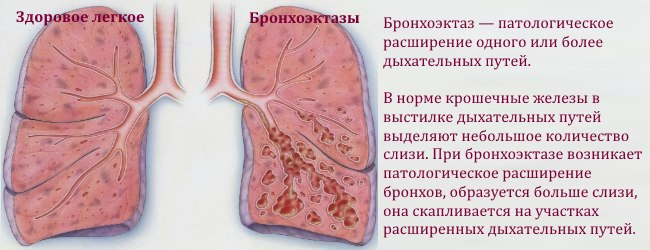 Здоровое легкое
Бронхоэктазы
Бронхоэктаз — патологическое
расширение одного или более
дыхательных путей.
В норме крошечные железы в
выстилке дыхательных путей
выделяют небольшое количество
слизи. При бронхоэктазе возникает
патологическое расширение
бронхов, образуется больше слизи,
она скапливается на участках
расширенных дыхательных путей.